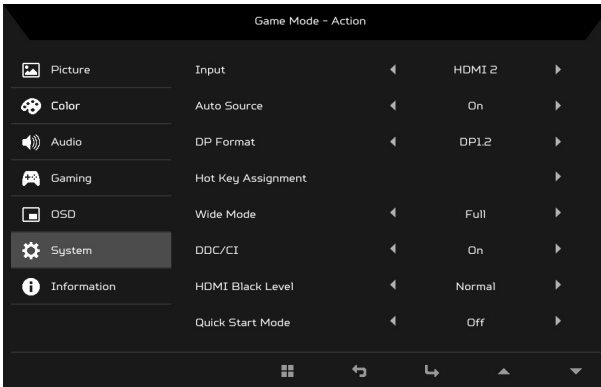 Game Mode - Action
Picture Input HDMI 2
Color Auto Source On
Audio DP Format DP1.2
Gaming Hot Key Assignment
OSD Wide Mode Full
System DDC/CI On
Information HDMI Black Level Normal
Quick Start Mode Off